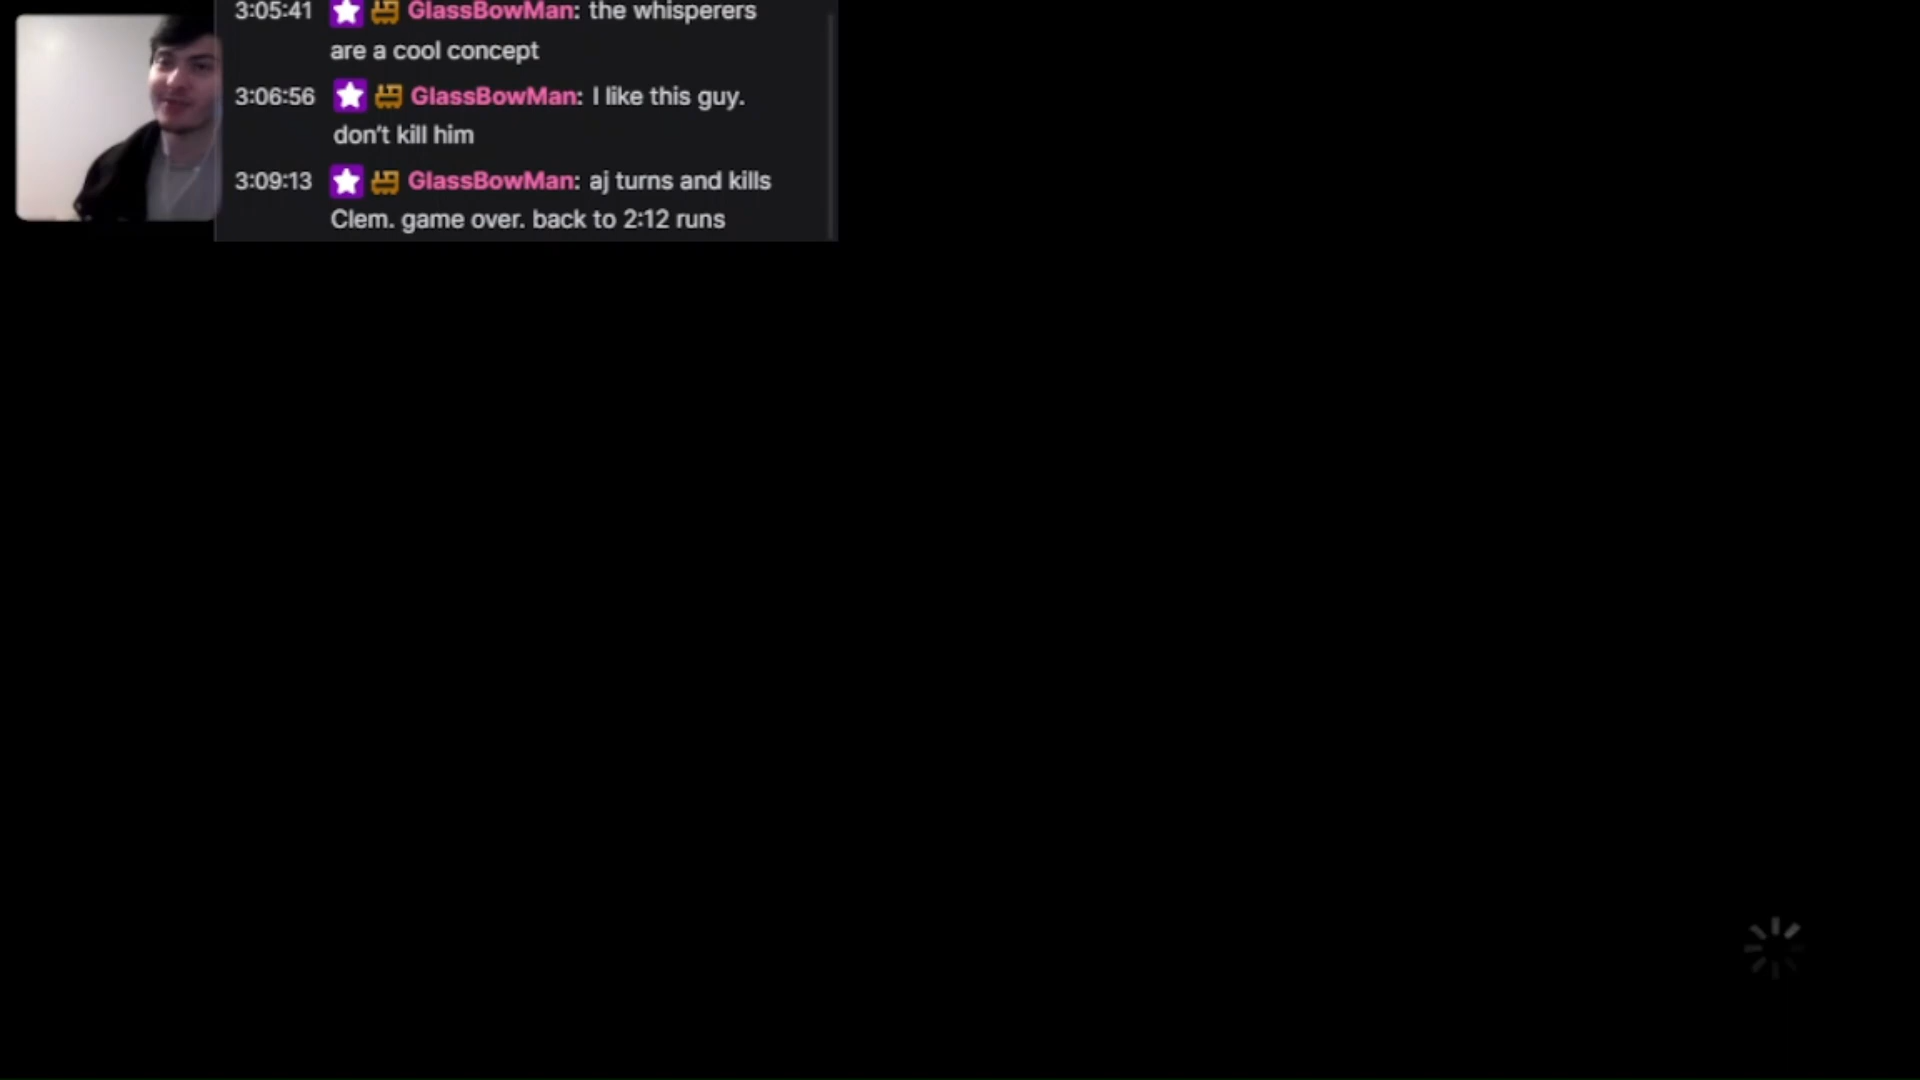 3:05:41 GlassBowMan: the whisperers
are a cool concept
3:06:56 GlassBowMan: I like this guy.
don't kill him
3:09:13 GlassBowMan: aj turns and kills
Clem. game over. back to 2:12 runs